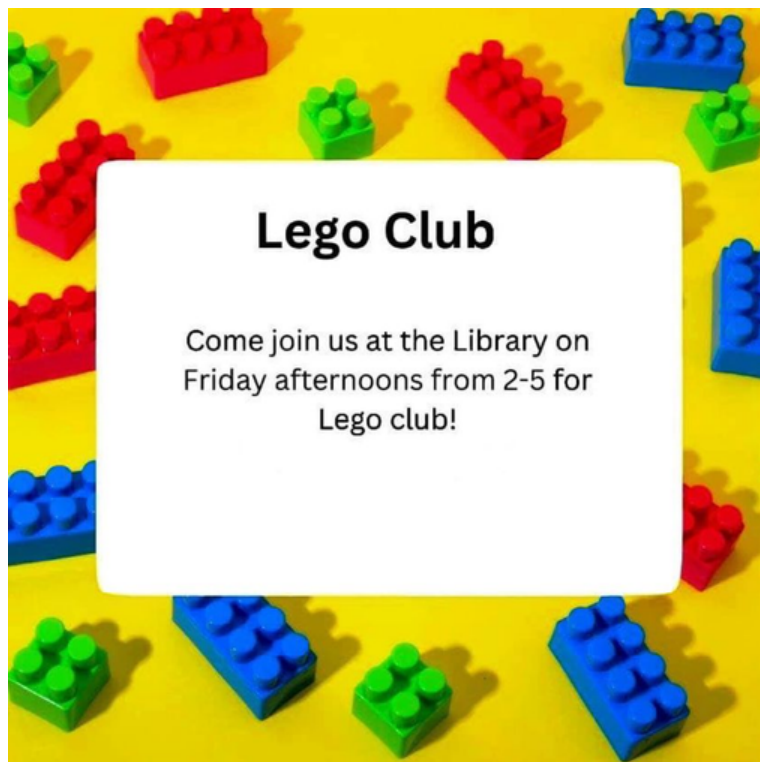 Lego Club
Come join us at the Library on
Friday afternoons from 2-5 for
Lego club!